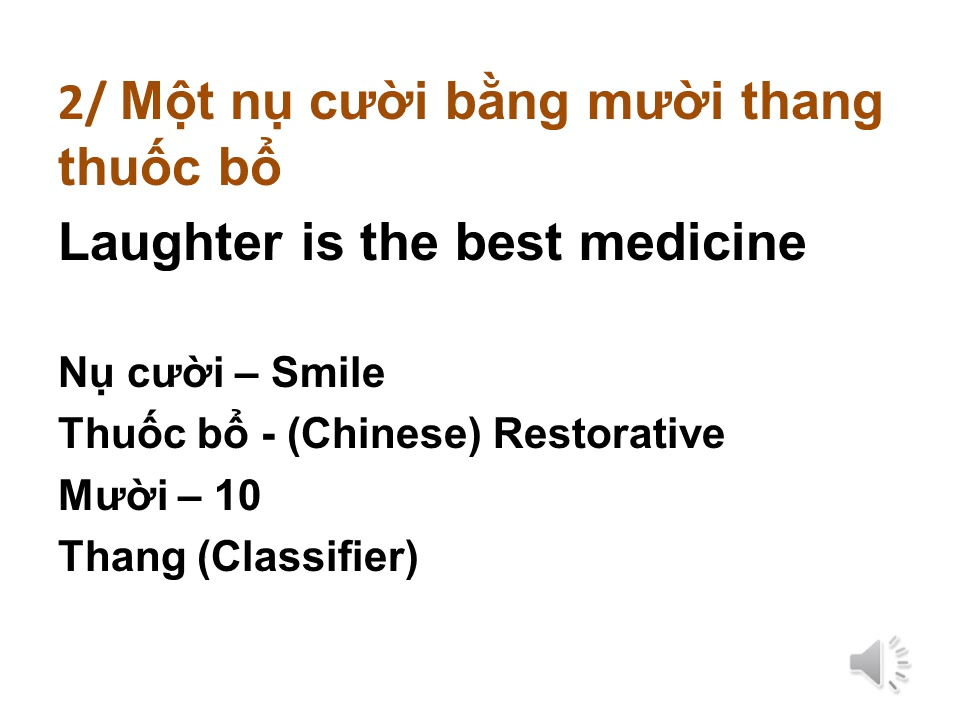 2/ Một nụ cười bằng mười thang
thuốc bổ
Laughter is the best medicine
Nụ cười – Smile
Thuốc bổ - (Chinese) Restorative
Mười – 10
Thang (Classifier)